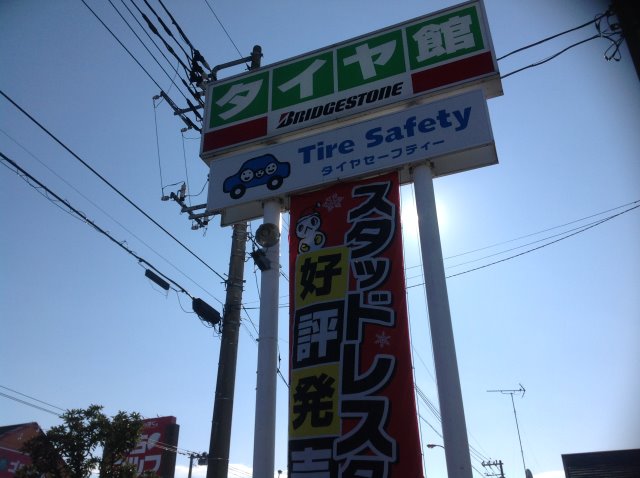 タイヤ館
BRIDGESTONE
Tire Safety
タイヤセーフティー
スタッドレスタ
好評発売